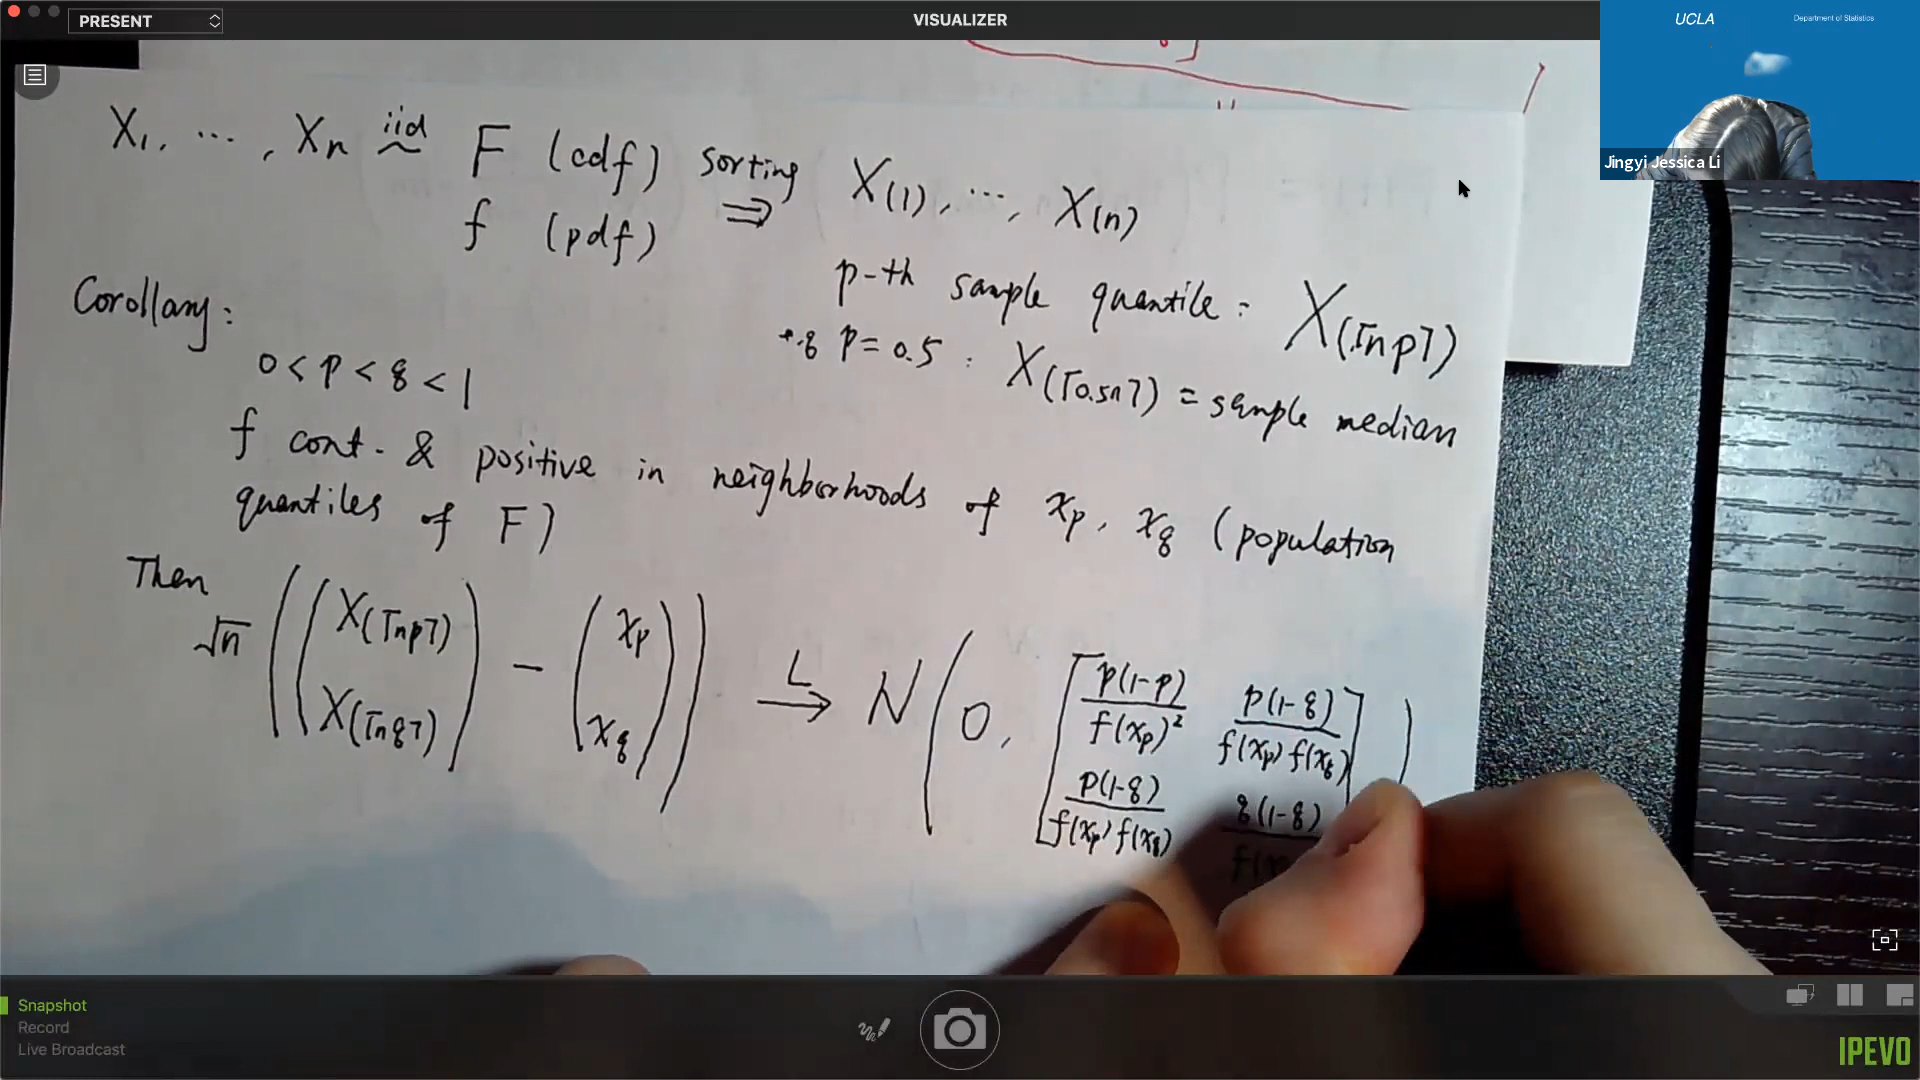 PRESENT
VISUALIZER
UCLA
Department of Statistics
Jingyi Jessica Li
X₁, ⋯, Xₙ iid ~ F (cdf) sorting ⇒ X₍₁₎, ⋯, X₍ₙ₎
f (pdf)
p-th sample quantile: X(⌈np⌉)
e.g. p = 0.5: X(⌈0.5n⌉) = sample median
Corollary:
0 < p < q < 1
f cont. & positive in neighborhoods of xₚ, x_q (population
quantiles of F)
Then
√n ( ( X(⌈np⌉) X(⌈nq⌉) ) − ( xₚ x_q ) ) →L N ( 0, [ p(1-p)/f(xₚ)² p(1-q)/f(xₚ)f(x_q)
p(1-q)/f(xₚ)f(x_q) q(1-q)/f(x ] )
Snapshot
Record
Live Broadcast
IPEVO